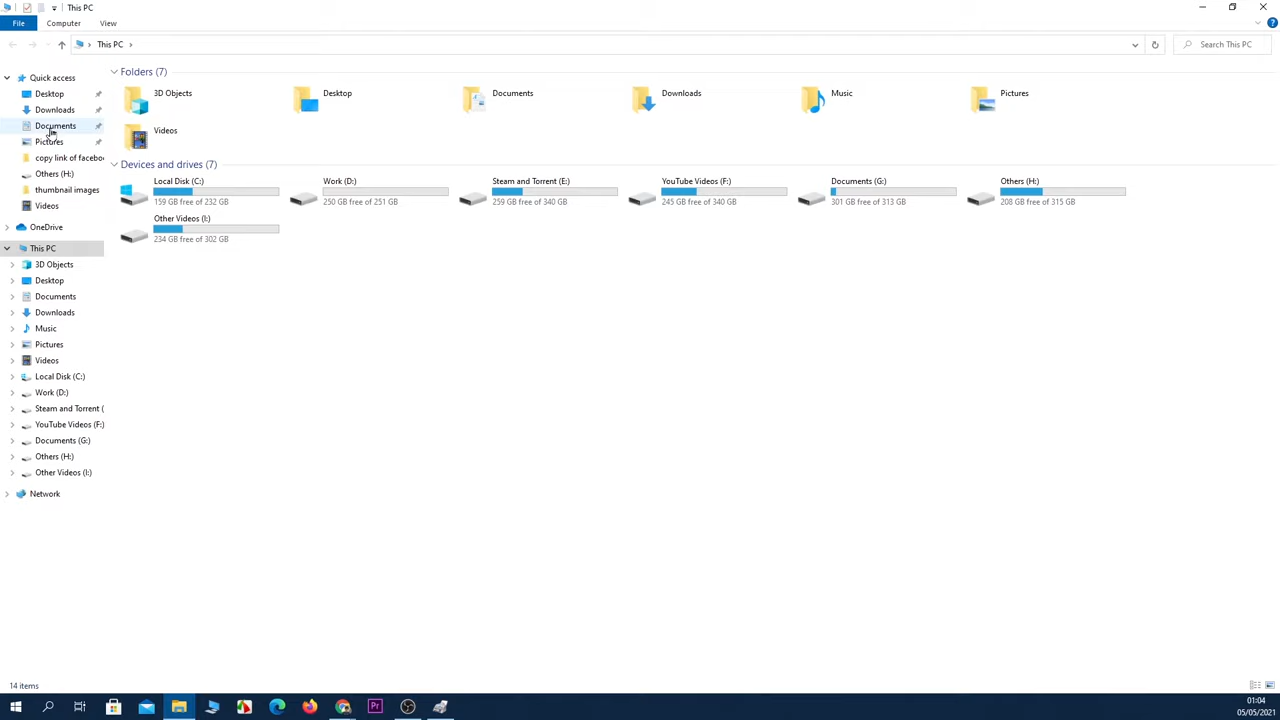 This PC
File Computer View
This PC
Search This PC
Quick access
Desktop
Downloads
Documents
Pictures
copy link of facebo
Others (H:)
thumbnail images
Videos
OneDrive
This PC
3D Objects
Desktop
Documents
Downloads
Music
Pictures
Videos
Local Disk (C:)
Work (D:)
Steam and Torrent (
YouTube Videos (F:)
Documents (G:)
Others (H:)
Other Videos (I:)
Network
Folders (7)
3D Objects
Desktop
Documents
Downloads
Music
Pictures
Videos
Devices and drives (7)
Local Disk (C:)
159 GB free of 232 GB
Work (D:)
250 GB free of 251 GB
Steam and Torrent (E:)
259 GB free of 340 GB
YouTube Videos (F:)
245 GB free of 340 GB
Documents (G:)
301 GB free of 313 GB
Others (H:)
208 GB free of 315 GB
Other Videos (I:)
234 GB free of 302 GB
14 items
Pr
01:04
05/05/2021